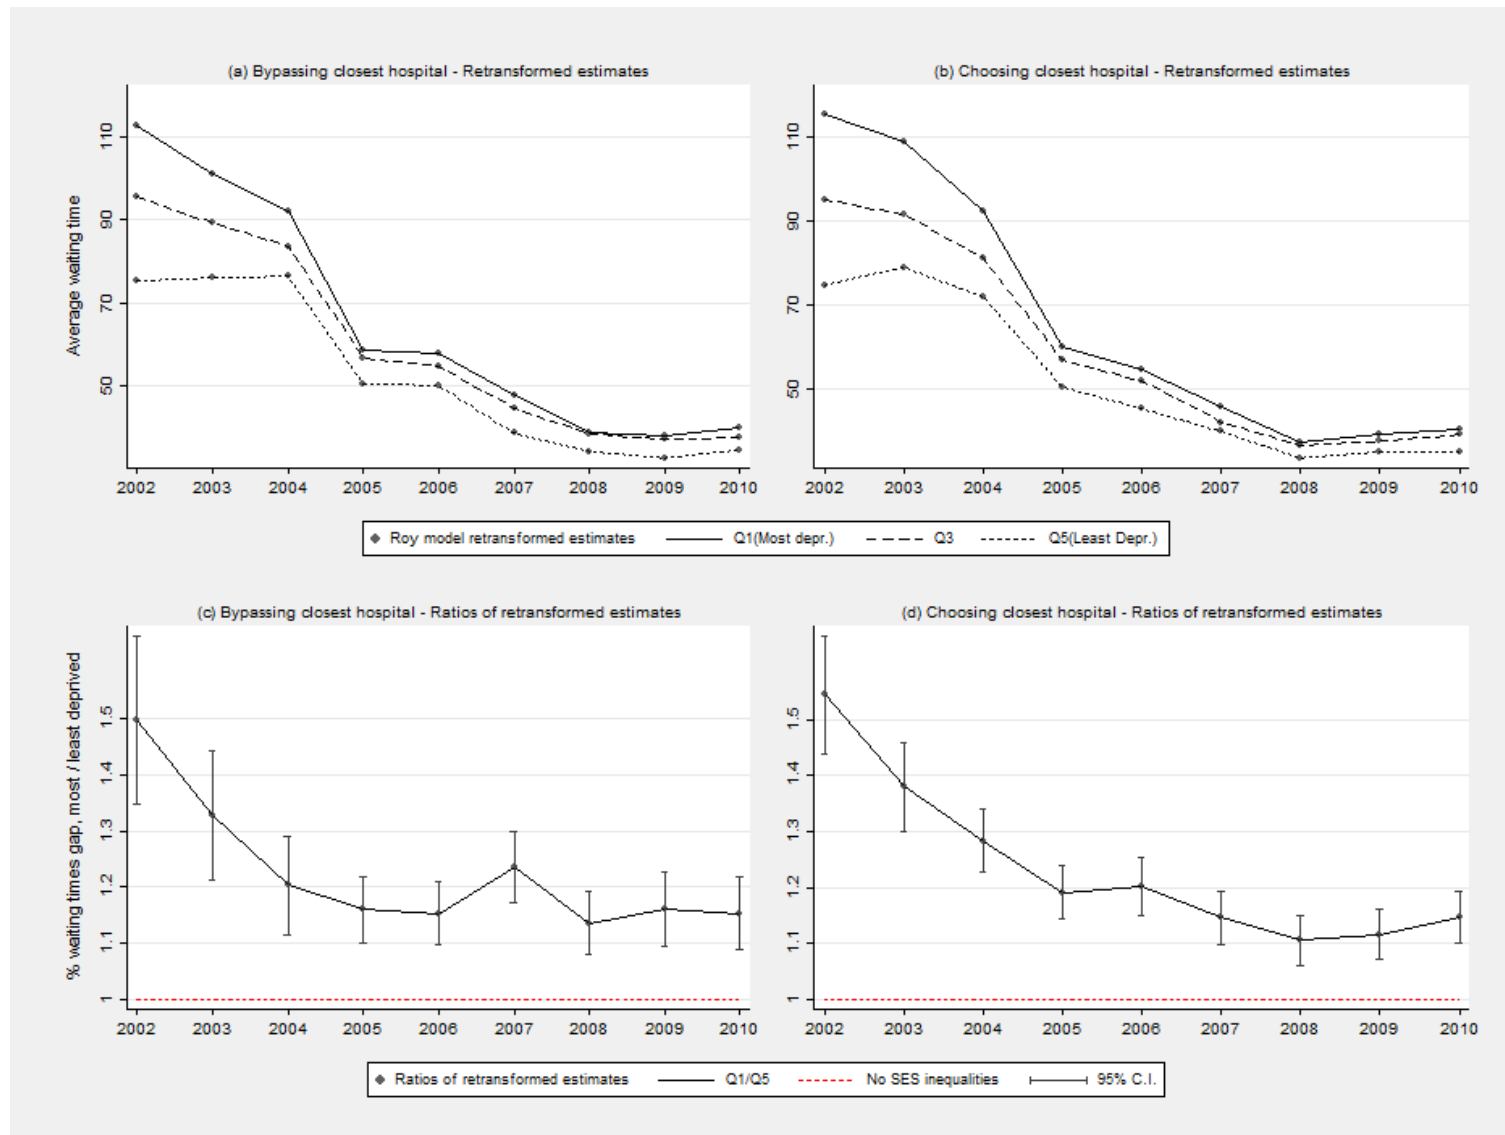 (a) Bypassing closest hospital - Retransformed estimates
Average waiting time
110
90
70
50
2002 2003 2004 2005 2006 2007 2008 2009 2010
(b) Choosing closest hospital - Retransformed estimates
110
90
70
50
2002 2003 2004 2005 2006 2007 2008 2009 2010
Roy model retransformed estimates Q1(Most depr.) Q3 Q5(Least Depr.)
(c) Bypassing closest hospital - Ratios of retransformed estimates
% waiting times gap, most / least deprived
1.5
1.4
1.3
1.2
1.1
1
2002 2003 2004 2005 2006 2007 2008 2009 2010
(d) Choosing closest hospital - Ratios of retransformed estimates
1.5
1.4
1.3
1.2
1.1
1
2002 2003 2004 2005 2006 2007 2008 2009 2010
Ratios of retransformed estimates Q1/Q5 No SES inequalities 95% C.I.